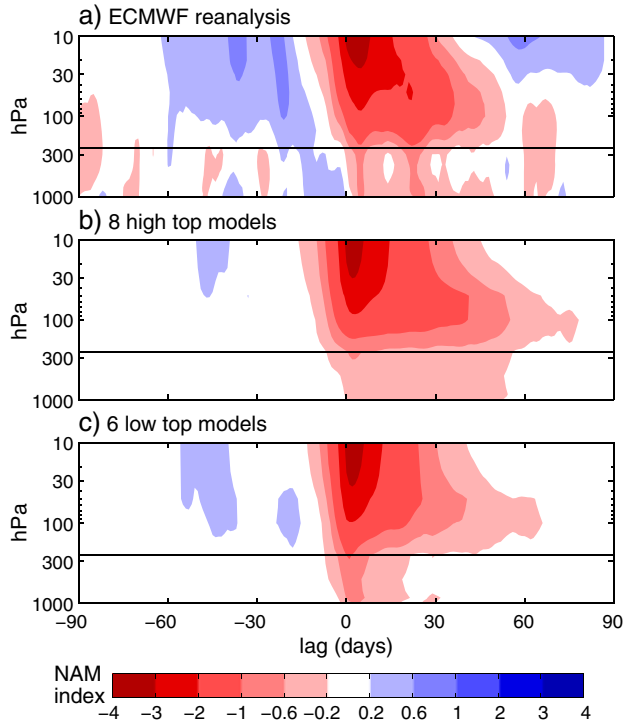 a) ECMWF reanalysis
10
30
100
300
1000
hPa
b) 8 high top models
10
30
100
300
1000
hPa
c) 6 low top models
10
30
100
300
1000
hPa
−90 −60 −30 0 30 60 90
lag (days)
NAM
index
−4 −3 −2 −1 −0.6 −0.2 0.2 0.6 1 2 3 4